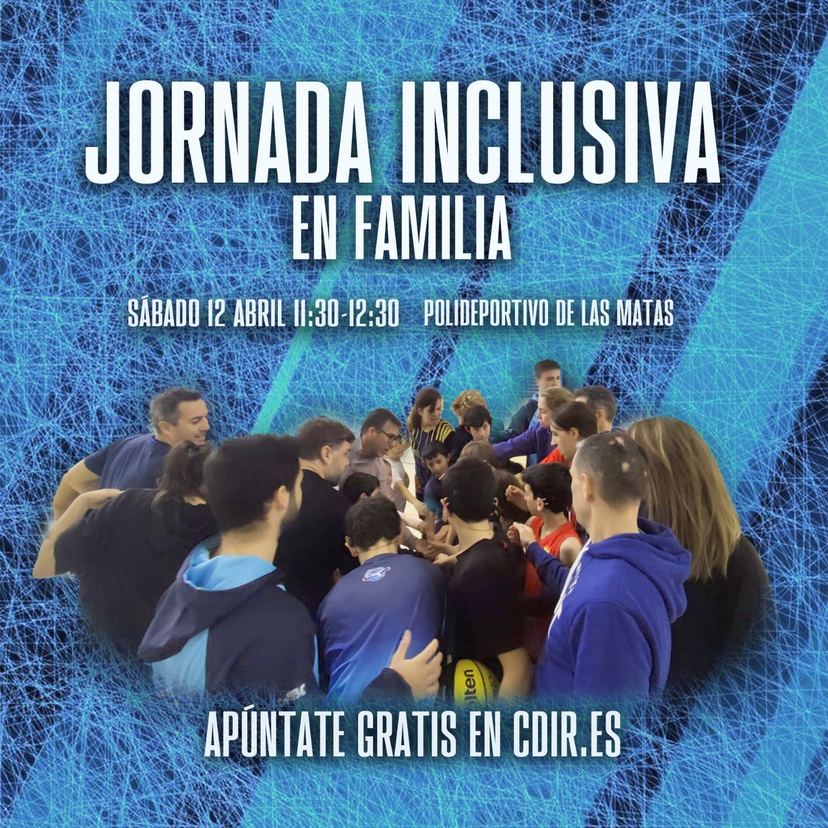 JORNADA INCLUSIVA
EN FAMILIA
SÁBADO 12 ABRIL 11:30-12:30 POLIDEPORTIVO DE LAS MATAS
APÚNTATE GRATIS EN CDIR.ES